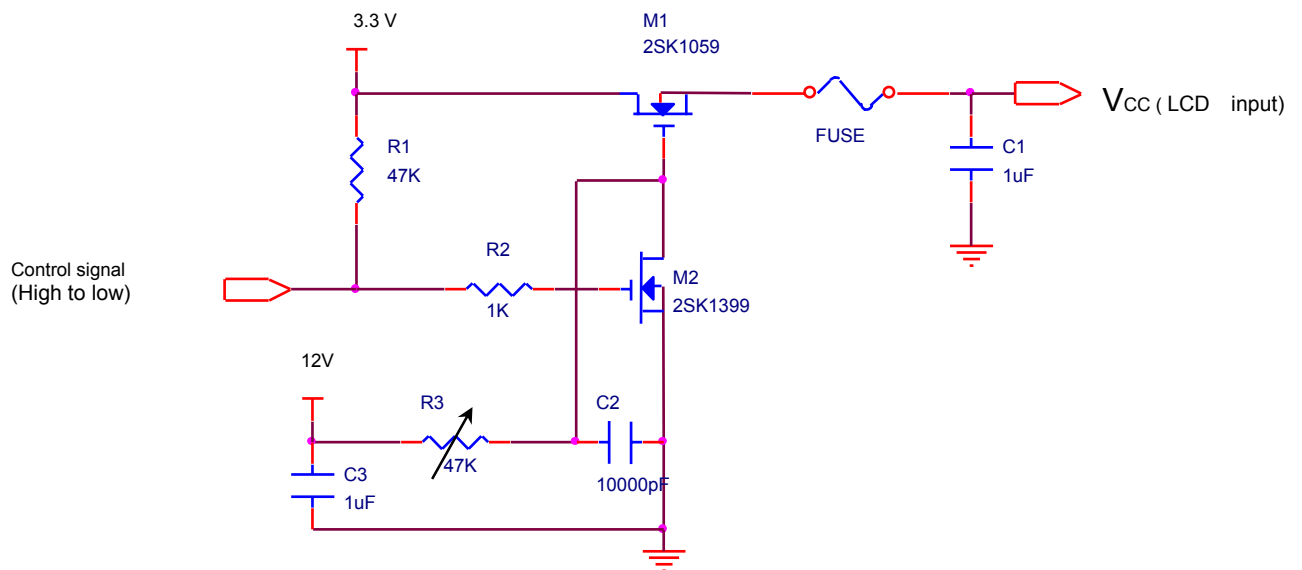 3.3 V
M1
2SK1059
R1
47K
FUSE
VCC ( LCD input)
C1
1uF
Control signal
(High to low)
R2
1K
M2
2SK1399
12V
R3
47K
C2
10000pF
C3
1uF